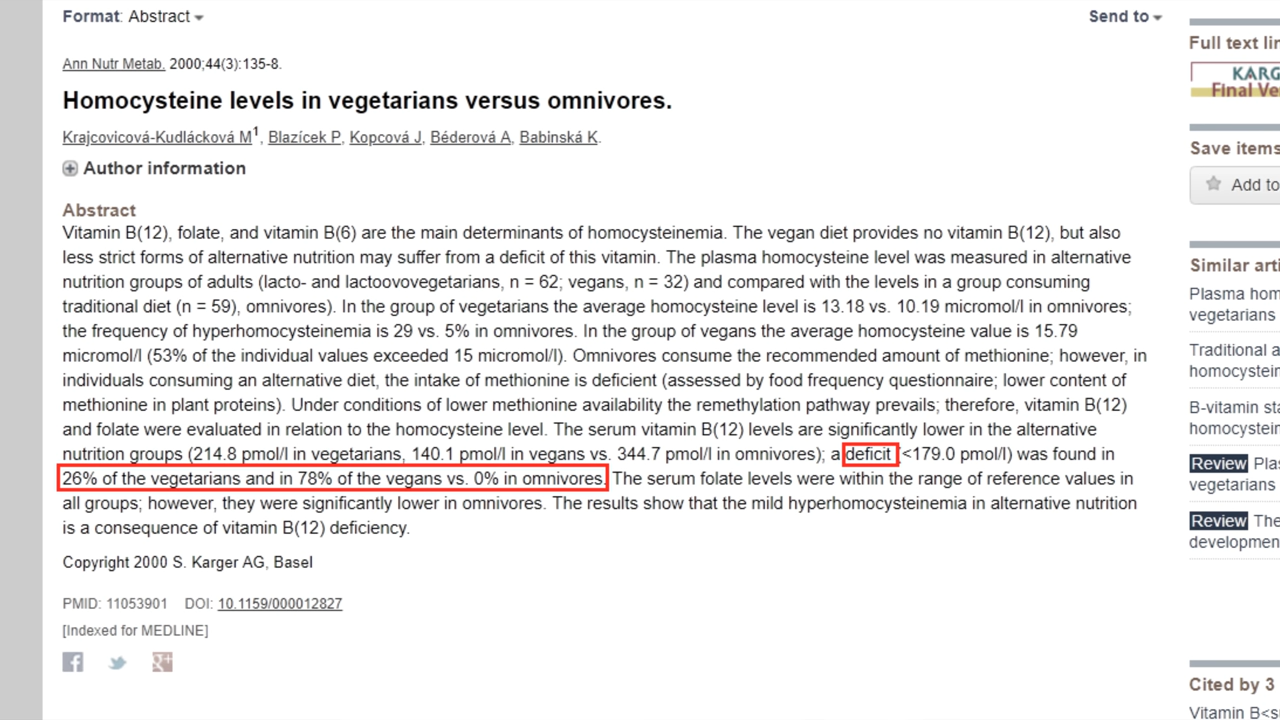 Format: Abstract
Send to
Ann Nutr Metab. 2000;44(3):135-8.
Homocysteine levels in vegetarians versus omnivores.
Krajcovicová-Kudlácková M1, Blazícek P, Kopcová J, Béderová A, Babinská K.
Author information
Abstract
Vitamin B(12), folate, and vitamin B(6) are the main determinants of homocysteinemia. The vegan diet provides no vitamin B(12), but also
less strict forms of alternative nutrition may suffer from a deficit of this vitamin. The plasma homocysteine level was measured in alternative
nutrition groups of adults (lacto- and lactoovovegetarians, n = 62; vegans, n = 32) and compared with the levels in a group consuming
traditional diet (n = 59), omnivores). In the group of vegetarians the average homocysteine level is 13.18 vs. 10.19 micromol/l in omnivores;
the frequency of hyperhomocysteinemia is 29 vs. 5% in omnivores. In the group of vegans the average homocysteine value is 15.79
micromol/l (53% of the individual values exceeded 15 micromol/l). Omnivores consume the recommended amount of methionine; however, in
individuals consuming an alternative diet, the intake of methionine is deficient (assessed by food frequency questionnaire; lower content of
methionine in plant proteins). Under conditions of lower methionine availability the remethylation pathway prevails; therefore, vitamin B(12)
and folate were evaluated in relation to the homocysteine level. The serum vitamin B(12) levels are significantly lower in the alternative
nutrition groups (214.8 pmol/l in vegetarians, 140.1 pmol/l in vegans vs. 344.7 pmol/l in omnivores); a deficit (<179.0 pmol/l) was found in
26% of the vegetarians and in 78% of the vegans vs. 0% in omnivores. The serum folate levels were within the range of reference values in
all groups; however, they were significantly lower in omnivores. The results show that the mild hyperhomocysteinemia in alternative nutrition
is a consequence of vitamin B(12) deficiency.
Copyright 2000 S. Karger AG, Basel
PMID: 11053901 DOI: 10.1159/000012827
[Indexed for MEDLINE]
Full text lin
KARG
Final Ve
Save items
Add to
Similar arti
Plasma hom
vegetarians
Traditional a
homocystein
B-vitamin sta
homocystein
Review Plas
vegetarians
Review The
developmen
Cited by 3
Vitamin B<s